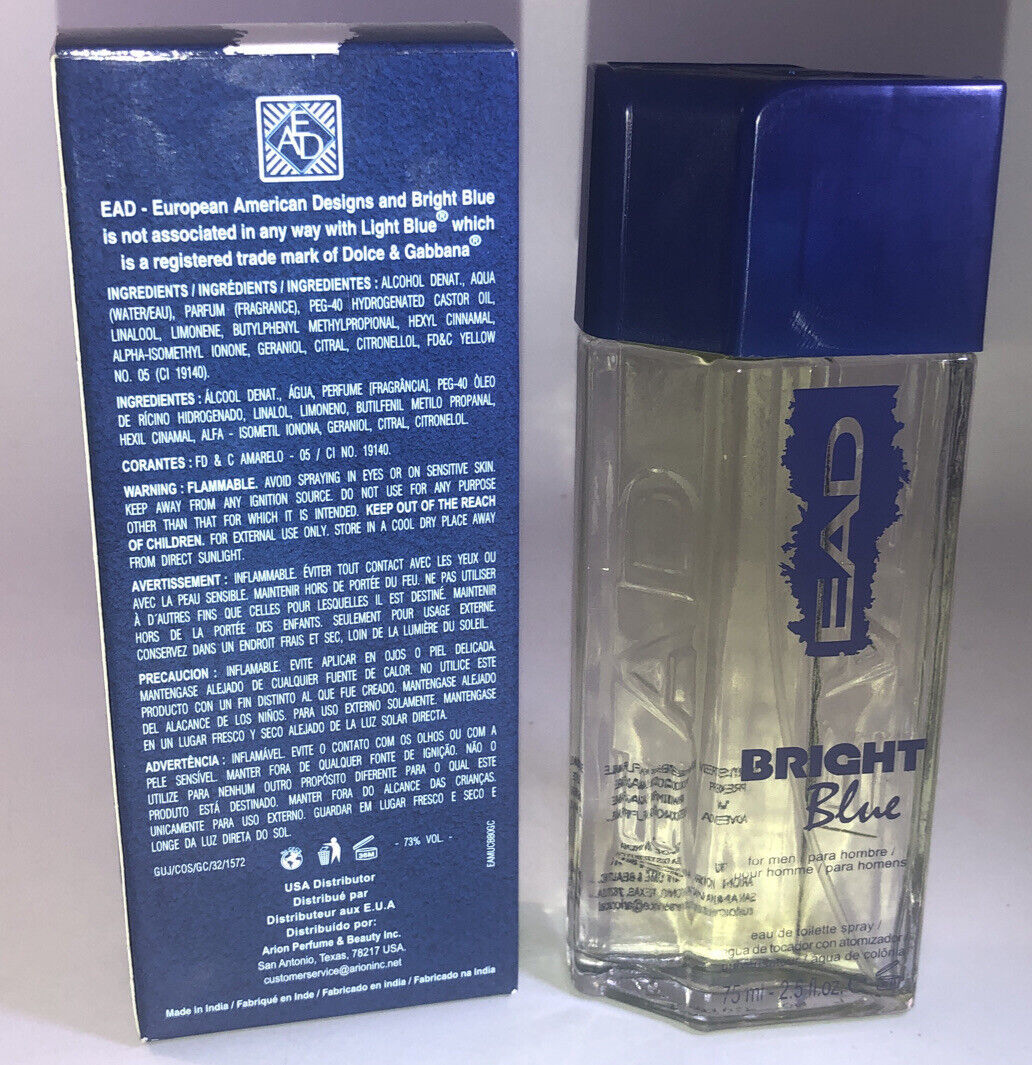 EAD
EAD - European American Designs and Bright Blue
is not associated in any way with Light Blue® which
is a registered trade mark of Dolce & Gabbana®
INGREDIENTS / INGRÉDIENTS / INGREDIENTES : ALCOHOL DENAT., AQUA
(WATER/EAU), PARFUM (FRAGRANCE), PEG-40 HYDROGENATED CASTOR OIL,
LINALOOL, LIMONENE, BUTYLPHENYL METHYLPROPIONAL, HEXYL CINNAMAL,
ALPHA-ISOMETHYL IONONE, GERANIOL, CITRAL, CITRONELLOL, FD&C YELLOW
NO. 05 (CI 19140).
INGREDIENTES : ÁLCOOL DENAT., ÁGUA, PERFUME [FRAGRÂNCIA], PEG-40 ÒLEO
DE RÍCINO HIDROGENADO, LINALOL, LIMONENO, BUTILFENIL METILO PROPANAL,
HEXIL CINAMAL, ALFA - ISOMETIL IONONA, GERANIOL, CITRAL, CITRONELOL.
CORANTES : FD & C AMARELO - 05 / CI NO. 19140.
WARNING : FLAMMABLE. AVOID SPRAYING IN EYES OR ON SENSITIVE SKIN.
KEEP AWAY FROM ANY IGNITION SOURCE. DO NOT USE FOR ANY PURPOSE
OTHER THAN THAT FOR WHICH IT IS INTENDED. KEEP OUT OF THE REACH
OF CHILDREN. FOR EXTERNAL USE ONLY. STORE IN A COOL DRY PLACE AWAY
FROM DIRECT SUNLIGHT.
AVERTISSEMENT : INFLAMMABLE. ÉVITER TOUT CONTACT AVEC LES YEUX OU
AVEC LA PEAU SENSIBLE. MAINTENIR HORS DE PORTÉE DU FEU. NE PAS UTILISER
À D'AUTRES FINS QUE CELLES POUR LESQUELLES IL EST DESTINÉ. MAINTENIR
HORS DE LA PORTÉE DES ENFANTS. SEULEMENT POUR USAGE EXTERNE.
CONSERVEZ DANS UN ENDROIT FRAIS ET SEC, LOIN DE LA LUMIÈRE DU SOLEIL.
PRECAUCION : INFLAMABLE. EVITE APLICAR EN OJOS O PIEL DELICADA.
MANTENGASE ALEJADO DE CUALQUIER FUENTE DE CALOR. NO UTILICE ESTE
PRODUCTO CON UN FIN DISTINTO AL QUE FUE CREADO. MANTENGASE ALEJADO
DEL ALACANCE DE LOS NIÑOS. PARA USO EXTERNO SOLAMENTE. MANTENGASE
EN UN LUGAR FRESCO Y SECO ALEJADO DE LA LUZ SOLAR DIRECTA.
ADVERTÊNCIA : INFLAMÁVEL. EVITE O CONTATO COM OS OLHOS OU COM A
PELE SENSÍVEL. MANTER FORA DE QUALQUER FONTE DE IGNIÇÃO. NÃO O
UTILIZE PARA NENHUM OUTRO PROPÓSITO DIFERENTE PARA O QUAL ESTE
PRODUTO ESTÁ DESTINADO. MANTER FORA DO ALCANCE DAS CRIANÇAS.
UNICAMENTE PARA USO EXTERNO. GUARDAR EM LUGAR FRESCO E SECO E
LONGE DA LUZ DIRETA DO SOL.
GUJ/COS/GC/32/1572
36M
- 73% VOL. -
USA Distributor
Distribué par
Distributeur aux E.U.A
Distribuído por:
Arion Perfume & Beauty Inc.
San Antonio, Texas, 78217 USA.
customerservice@arioninc.net
Made in India / Fabriqué en Inde / Fabricado en India / Fabricado na India
EAD
EAD
BRIGHT
Blue
for men / para hombre /
pour homme / para homens
eau de toilette spray /
agua de tocador con atomizador
/ água de colônia
75 ml - 2.5 fl.oz.